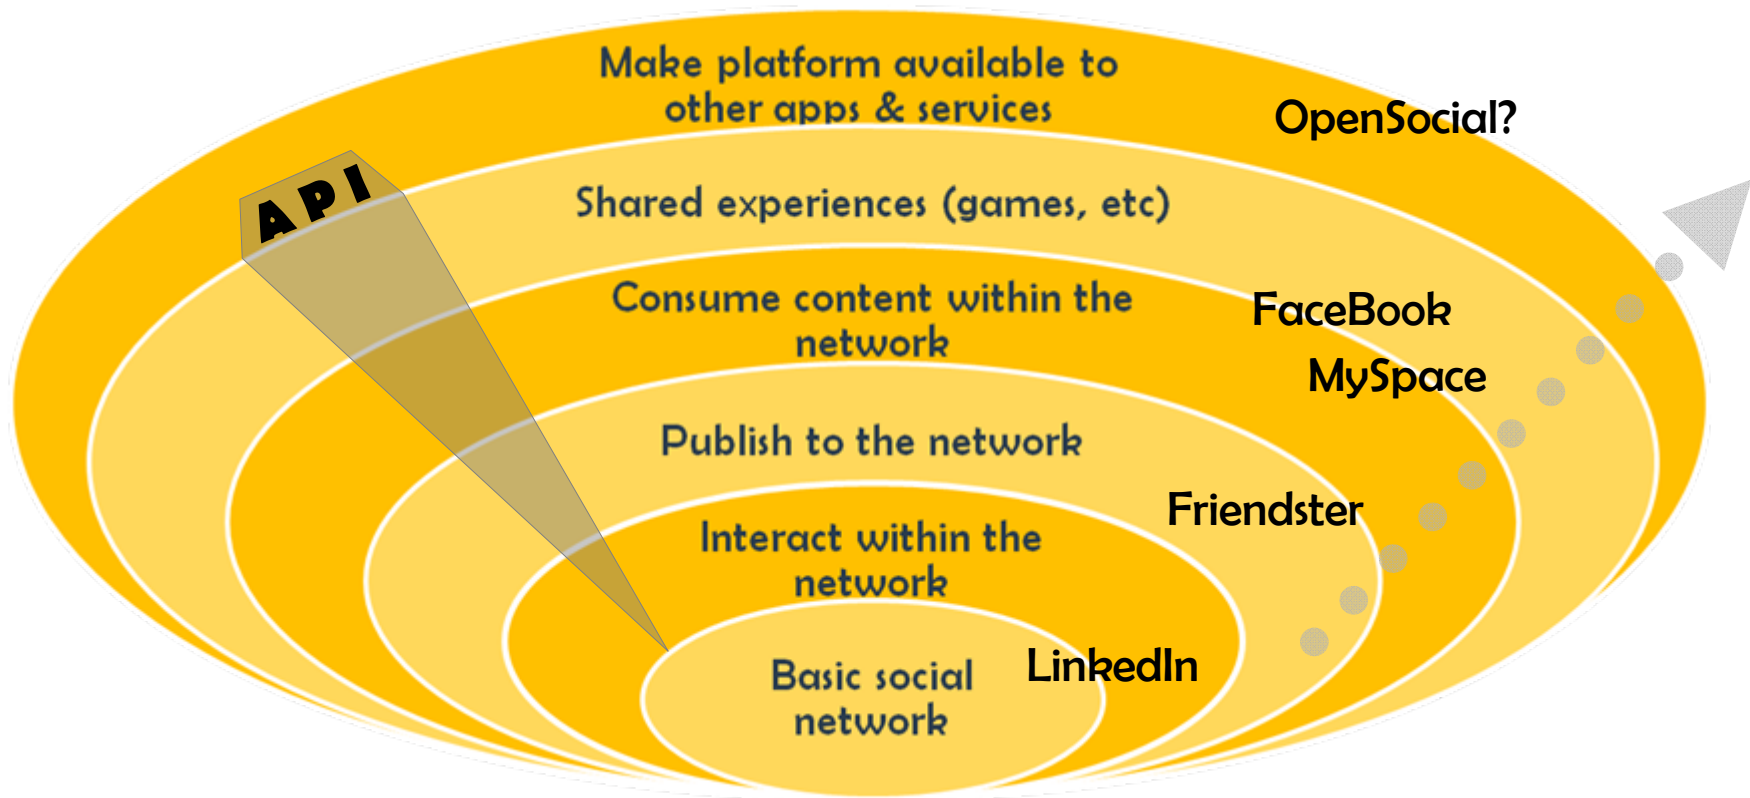 Make platform available to
other apps & services
OpenSocial?
API
Shared experiences (games, etc)
Consume content within the
network
FaceBook
MySpace
Publish to the network
Friendster
Interact within the
network
LinkedIn
Basic social
network